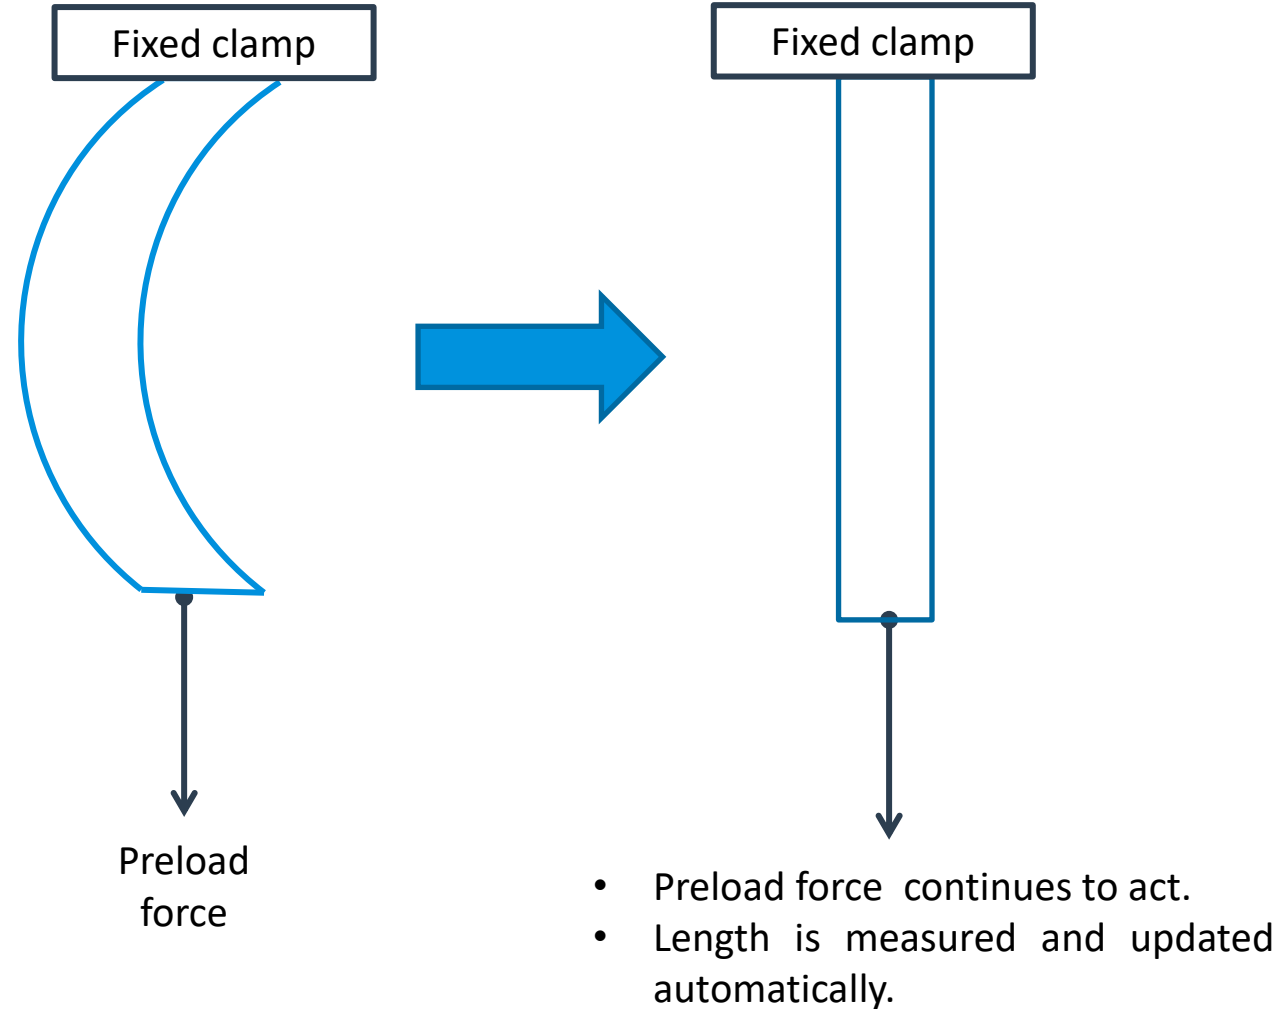 Fixed clamp
Fixed clamp
Preload
force
• Preload force  continues to act.
• Length is measured and updated
automatically.